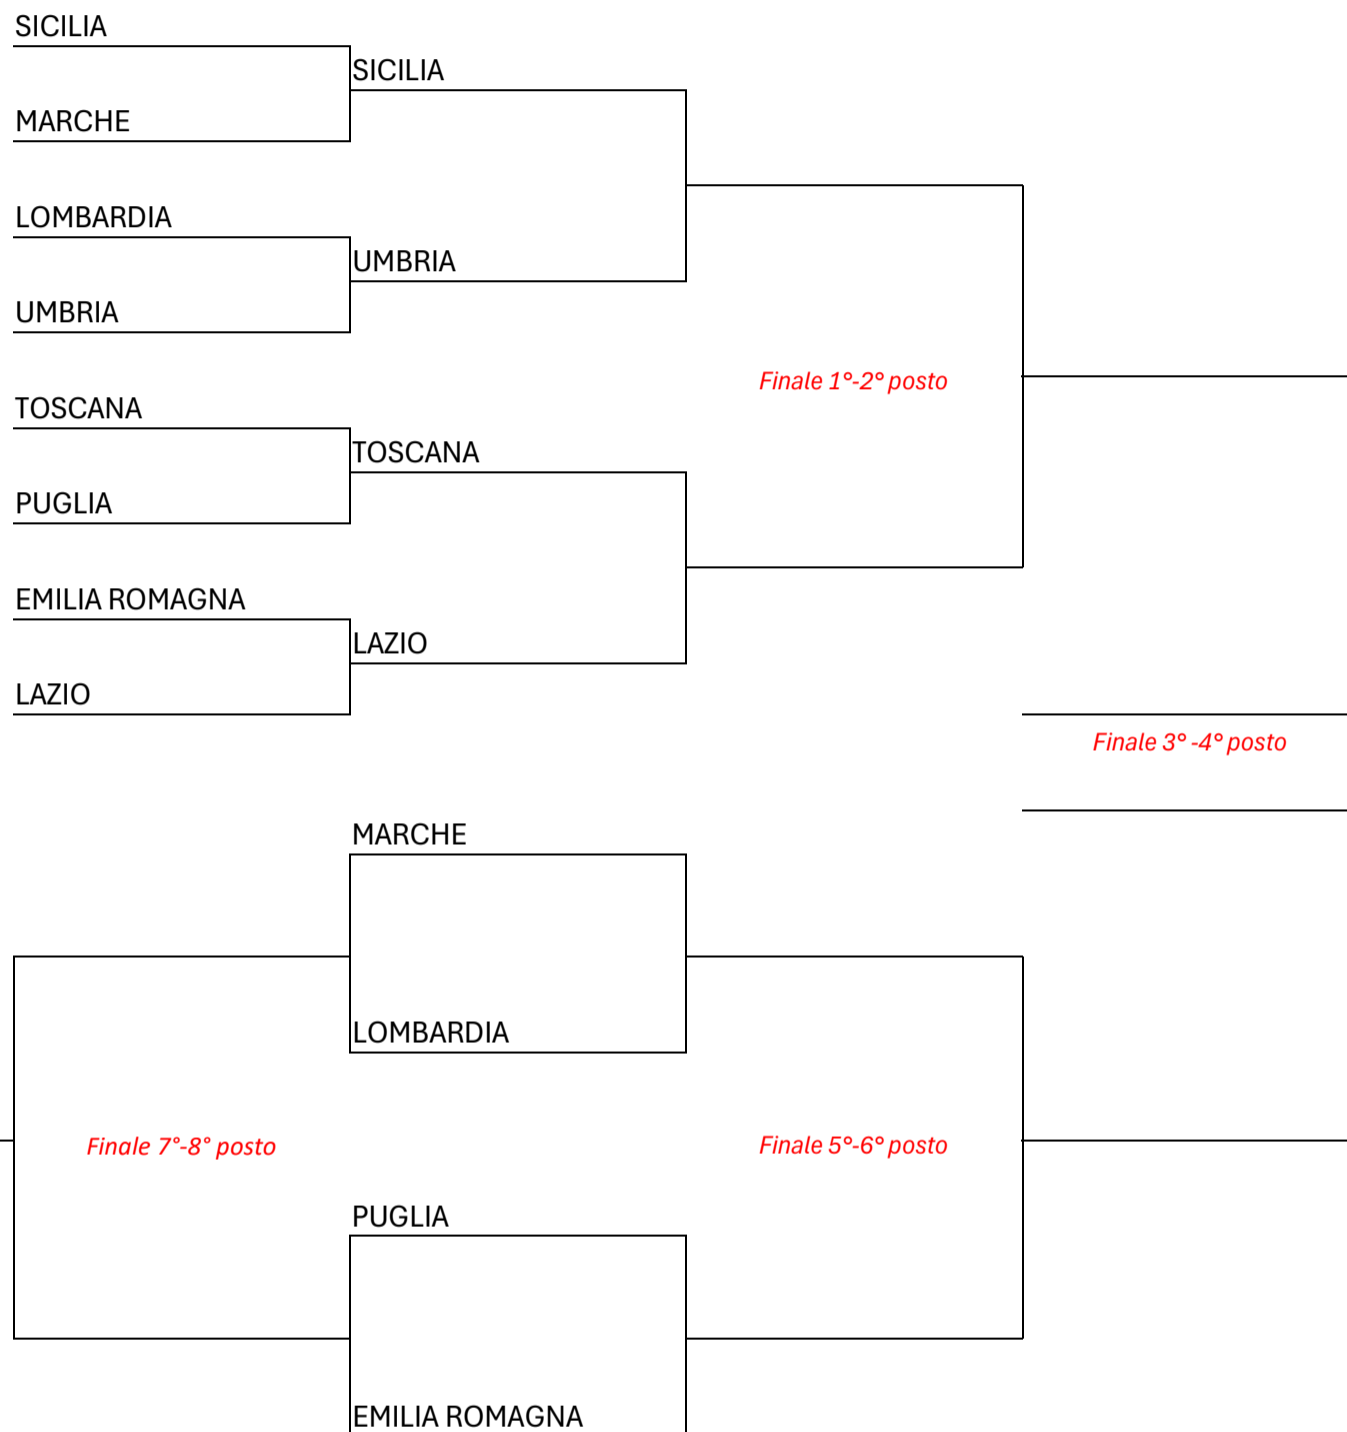 SICILIA
SICILIA
MARCHE
LOMBARDIA
UMBRIA
UMBRIA
Finale 1°-2° posto
TOSCANA
TOSCANA
PUGLIA
EMILIA ROMAGNA
LAZIO
LAZIO
Finale 3° -4° posto
MARCHE
LOMBARDIA
Finale 7°-8° posto
Finale 5°-6° posto
PUGLIA
EMILIA ROMAGNA